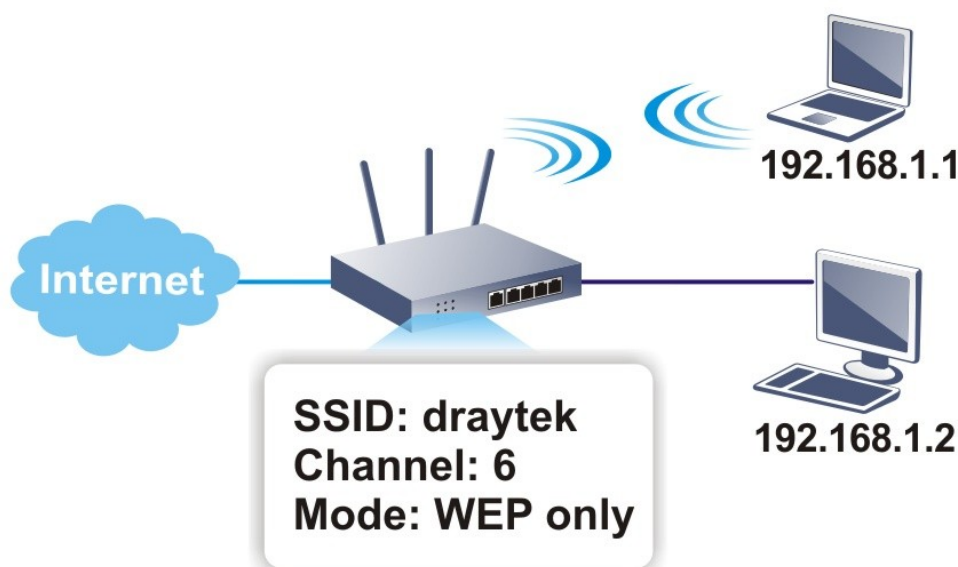 192.168.1.1
Internet
SSID: draytek
Channel: 6
Mode: WEP only
192.168.1.2